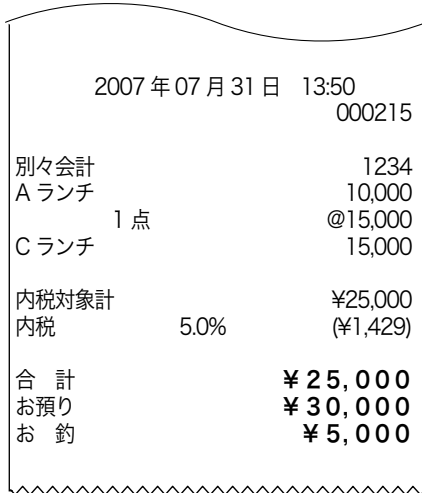 2007年07月31日 13:50
000215
別々会計 1234
Aランチ 10,000
1点 @15,000
Cランチ 15,000
内税対象計 ¥25,000
内税 5.0% (¥1,429)
合 計 ¥25,000
お預り ¥30,000
お 釣 ¥5,000